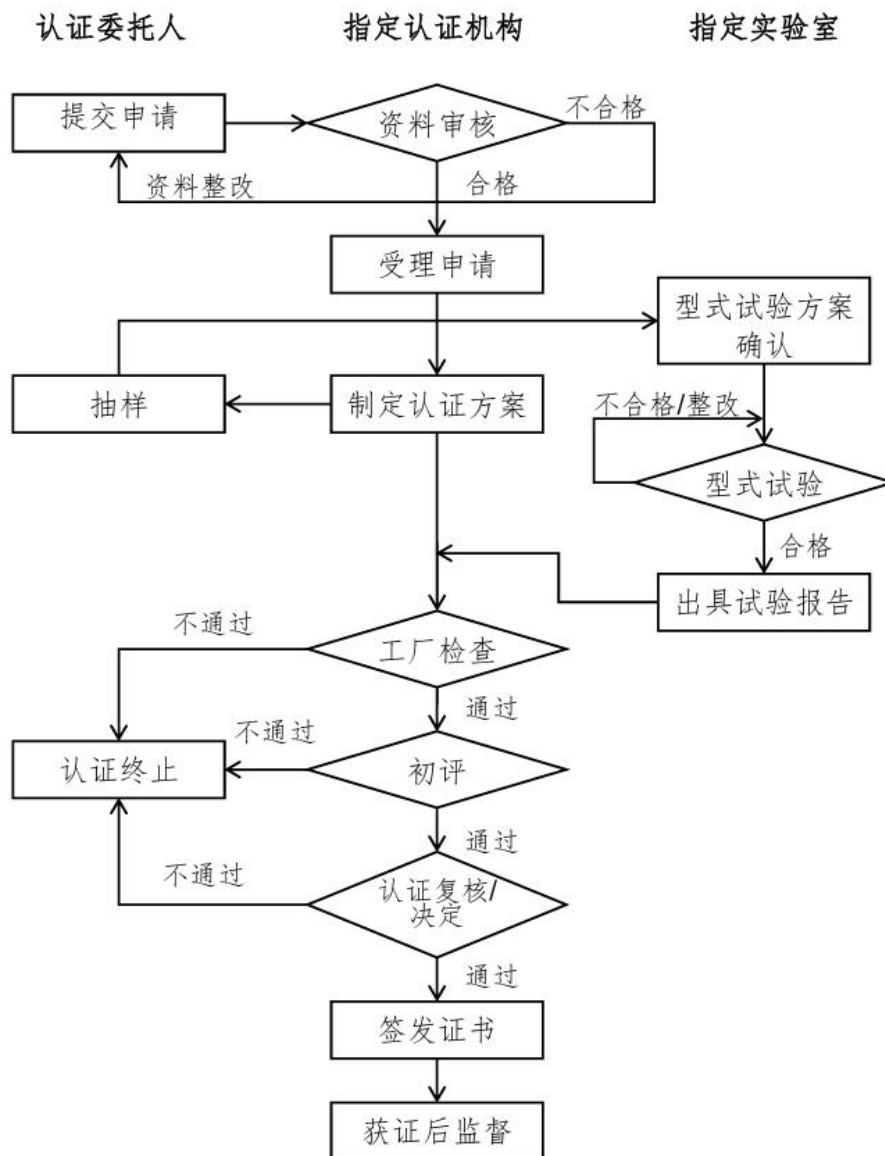 认证委托人 指定认证机构 指定实验室
提交申请
资料审核
不合格
资料整改
合格
受理申请
型式试验方案
确认
抽样
制定认证方案
不合格/整改
型式试验
合格
出具试验报告
不通过
工厂检查
通过
不通过
认证终止
初评
通过
不通过
认证复核/
决定
通过
签发证书
获证后监督